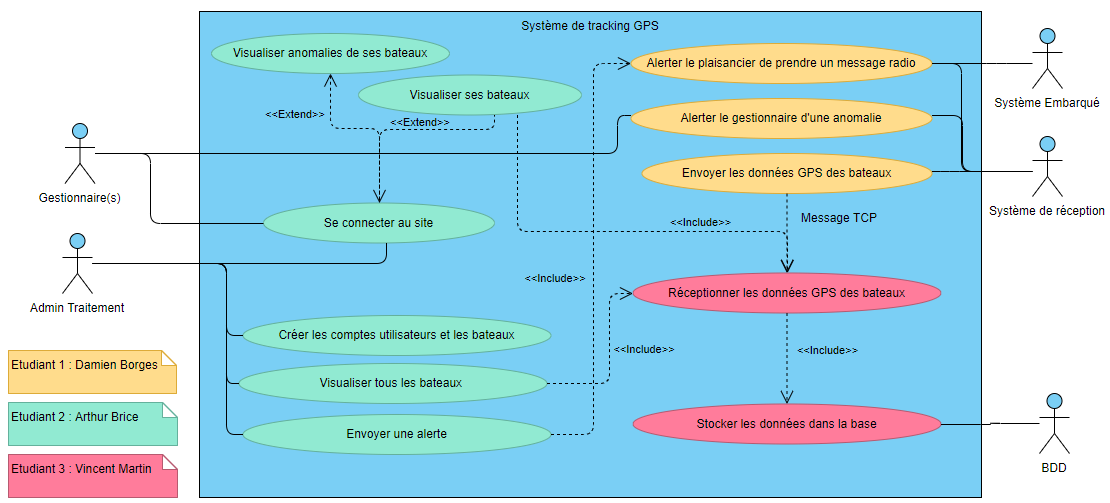 Système de tracking GPS
Visualiser anomalies de ses bateaux
Alerter le plaisancier de prendre un message radio
Système Embarqué
Visualiser ses bateaux
<<Extend>>
<<Extend>>
Alerter le gestionnaire d'une anomalie
Gestionnaire(s)
Envoyer les données GPS des bateaux
Système de réception
Se connecter au site
<<Include>>
Message TCP
Admin Traitement
<<Include>>
Réceptionner les données GPS des bateaux
Créer les comptes utilisateurs et les bateaux
<<Include>>
<<Include>>
Etudiant 1 : Damien Borges
Visualiser tous les bateaux
Etudiant 2 : Arthur Brice
Envoyer une alerte
Stocker les données dans la base
Etudiant 3 : Vincent Martin
BDD